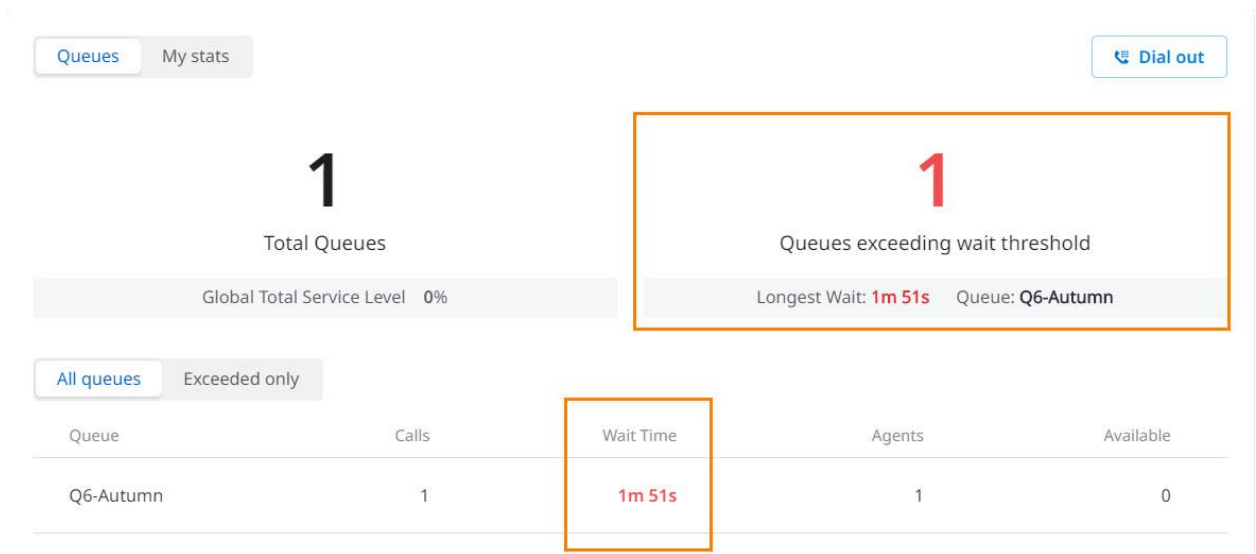 Queues My stats Dial out
1 1
Total Queues Queues exceeding wait threshold
Global Total Service Level 0% Longest Wait: 1m 51s Queue: Q6-Autumn
All queues Exceeded only
Queue Calls Wait Time Agents Available
Q6-Autumn 1 1m 51s 1 0